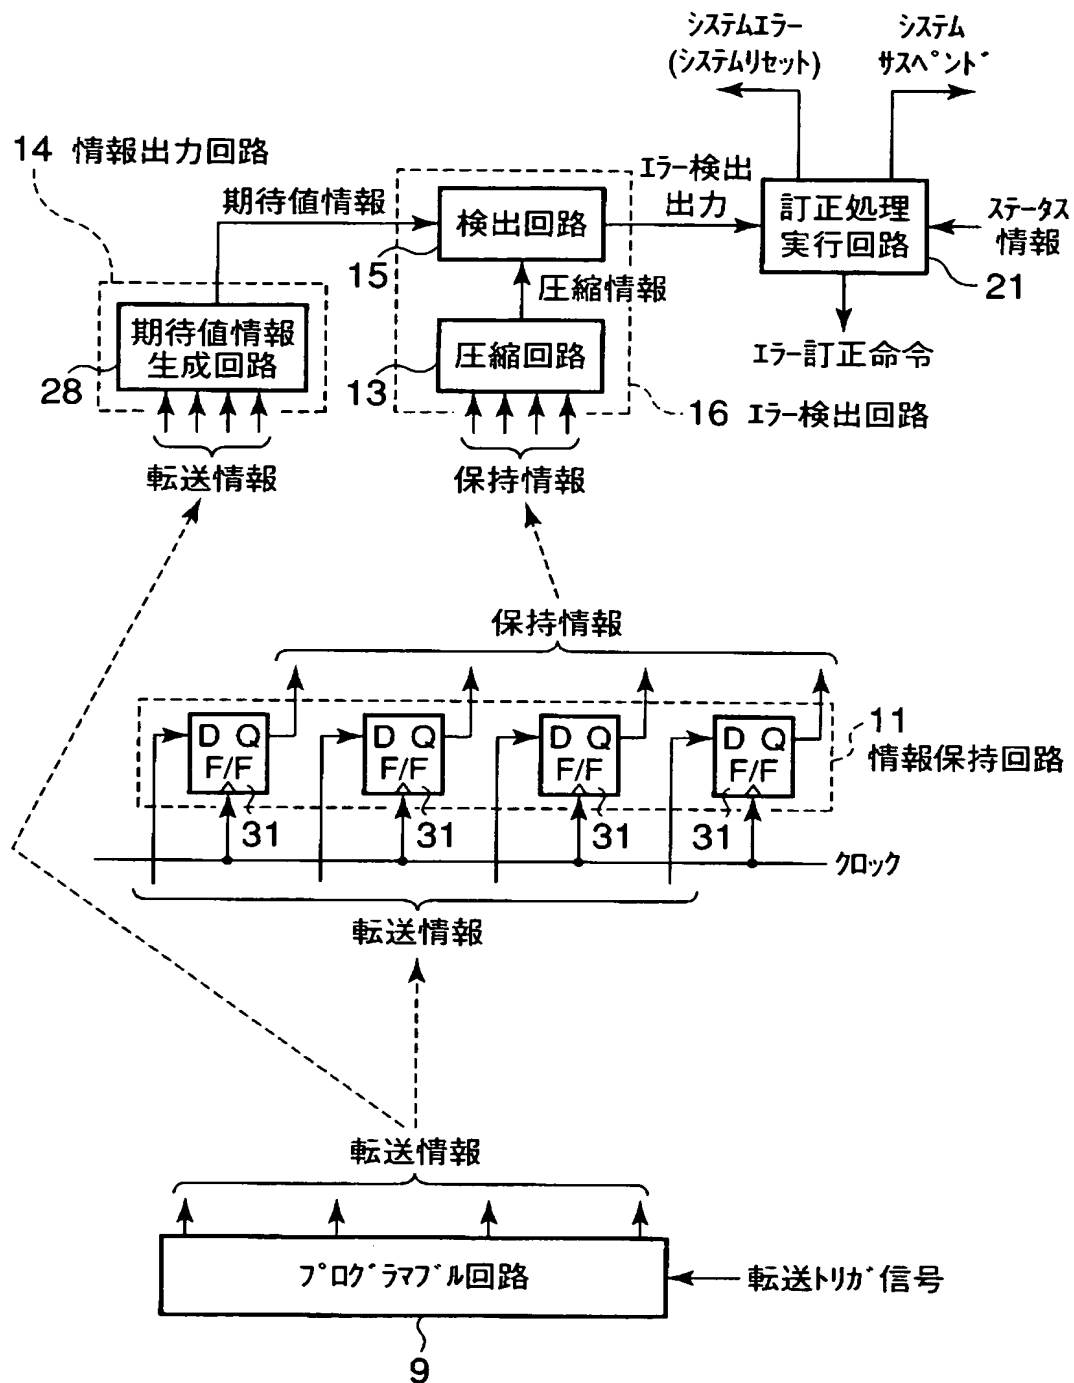 システムエラー
(システムリセット)
システム
サスペンド
14 情報出力回路
期待値情報
検出回路
15
エラー検出
出力
訂正処理
実行回路
ステータス
情報
21
圧縮情報
期待値情報
生成回路
28
圧縮回路
13
エラー訂正命令
16 エラー検出回路
転送情報
保持情報
保持情報
D Q
F/F
31
D Q
F/F
31
D Q
F/F
31
D Q
F/F
31
11
情報保持回路
クロック
転送情報
転送情報
プログラマブル回路
転送トリガ信号
9